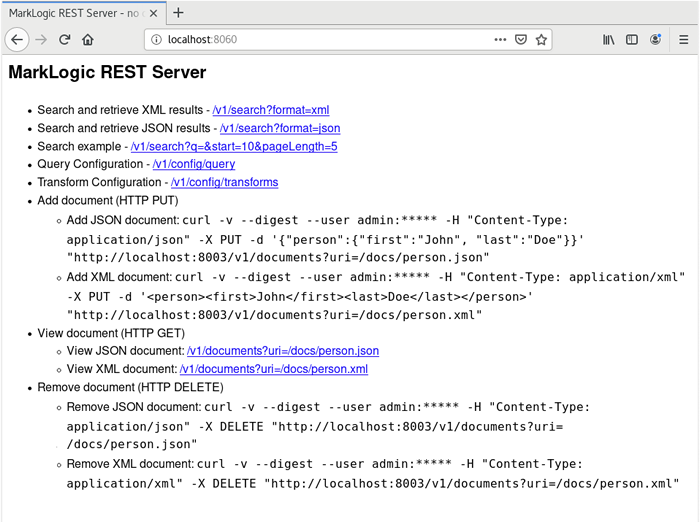 MarkLogic REST Server - no
localhost:8060
MarkLogic REST Server
• Search and retrieve XML results - /v1/search?format=xml
• Search and retrieve JSON results - /v1/search?format=json
• Search example - /v1/search?q=&start=10&pageLength=5
• Query Configuration - /v1/config/query
• Transform Configuration - /v1/config/transforms
• Add document (HTTP PUT)
◦ Add JSON document: curl -v --digest --user admin:***** -H "Content-Type:
application/json" -X PUT -d '{"person":{"first":"John", "last":"Doe"}}'
"http://localhost:8003/v1/documents?uri=/docs/person.json"
◦ Add XML document: curl -v --digest --user admin:***** -H "Content-Type: application/xml"
-X PUT -d '<person><first>John</first><last>Doe</last></person>'
"http://localhost:8003/v1/documents?uri=/docs/person.xml"
• View document (HTTP GET)
◦ View JSON document: /v1/documents?uri=/docs/person.json
◦ View XML document: /v1/documents?uri=/docs/person.xml
• Remove document (HTTP DELETE)
◦ Remove JSON document: curl -v --digest --user admin:***** -H "Content-Type:
application/json" -X DELETE "http://localhost:8003/v1/documents?uri=
/docs/person.json"
◦ Remove XML document: curl -v --digest --user admin:***** -H "Content-Type:
application/xml" -X DELETE "http://localhost:8003/v1/documents?uri=/docs/person.xml"